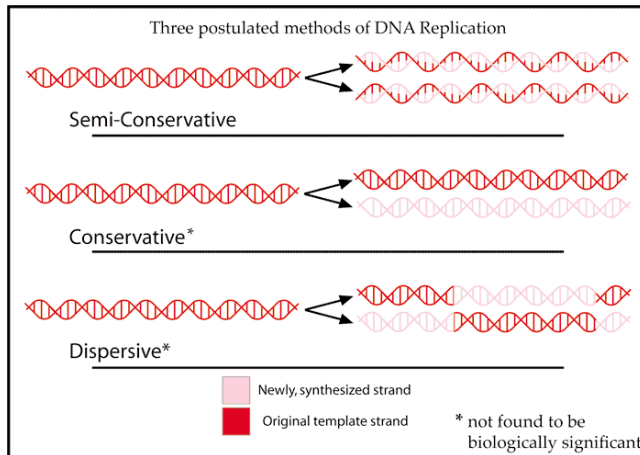 Three postulated methods of DNA Replication
Semi-Conservative
Conservative*
Dispersive*
Newly, synthesized strand
Original template strand
* not found to be
biologically significant